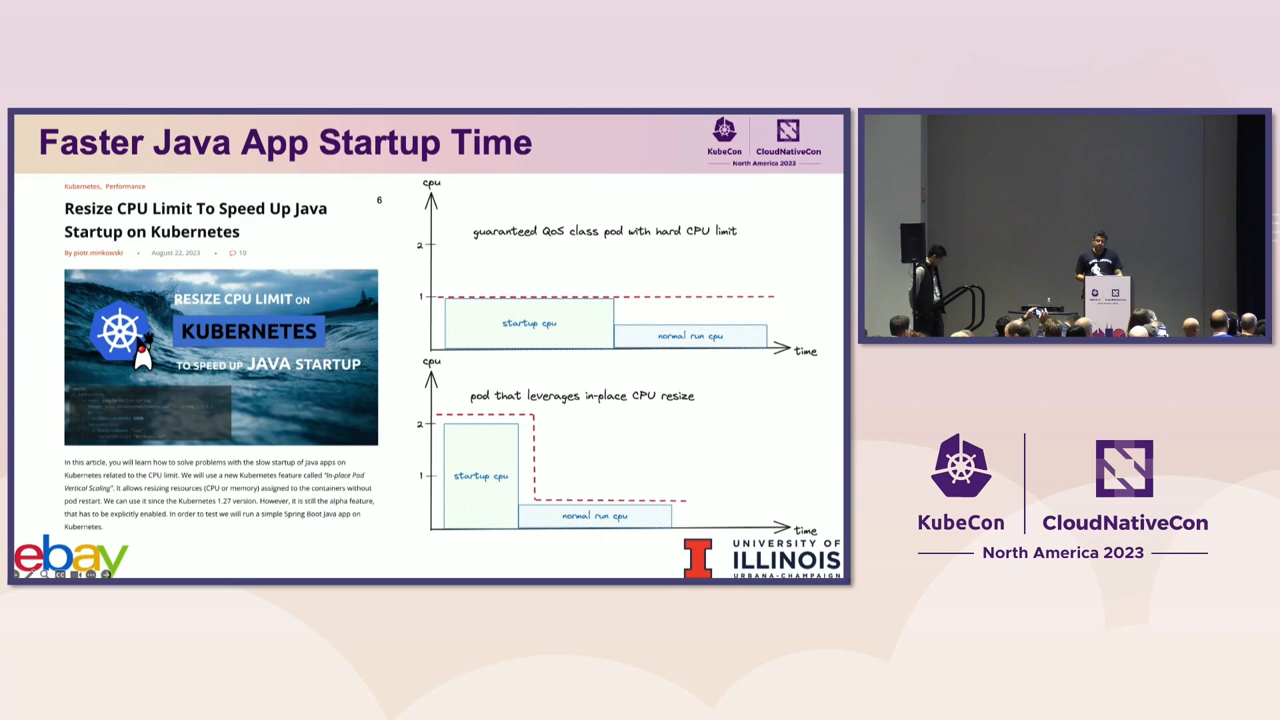 Faster Java App Startup Time
KubeCon
CloudNativeCon
North America 2023
Kubernetes, Performance
6
Resize CPU Limit To Speed Up Java
Startup on Kubernetes
By piotr.minkowski • August 22, 2023 • 10
RESIZE CPU LIMIT ON
KUBERNETES
TO SPEED UP JAVA STARTUP
In this article, you will learn how to solve problems with the slow startup of Java apps on
Kubernetes related to the CPU limit. We will use a new Kubernetes feature called "In-place Pod
Vertical Scaling". It allows resizing resources (CPU or memory) assigned to the containers without
pod restart. We can use it since the Kubernetes 1.27 version. However, it is still the alpha feature,
that has to be explicitly enabled. In order to test we will run a simple Spring Boot Java app on
Kubernetes.
cpu
2
guaranteed QoS class pod with hard CPU limit
1
startup cpu
normal run cpu
time
cpu
pod that leverages in-place CPU resize
2
1
startup cpu
normal run cpu
time
ebay
I
UNIVERSITY OF
ILLINOIS
URBANA-CHAMPAIGN
KubeCon
CloudNativeCon
North America 2023